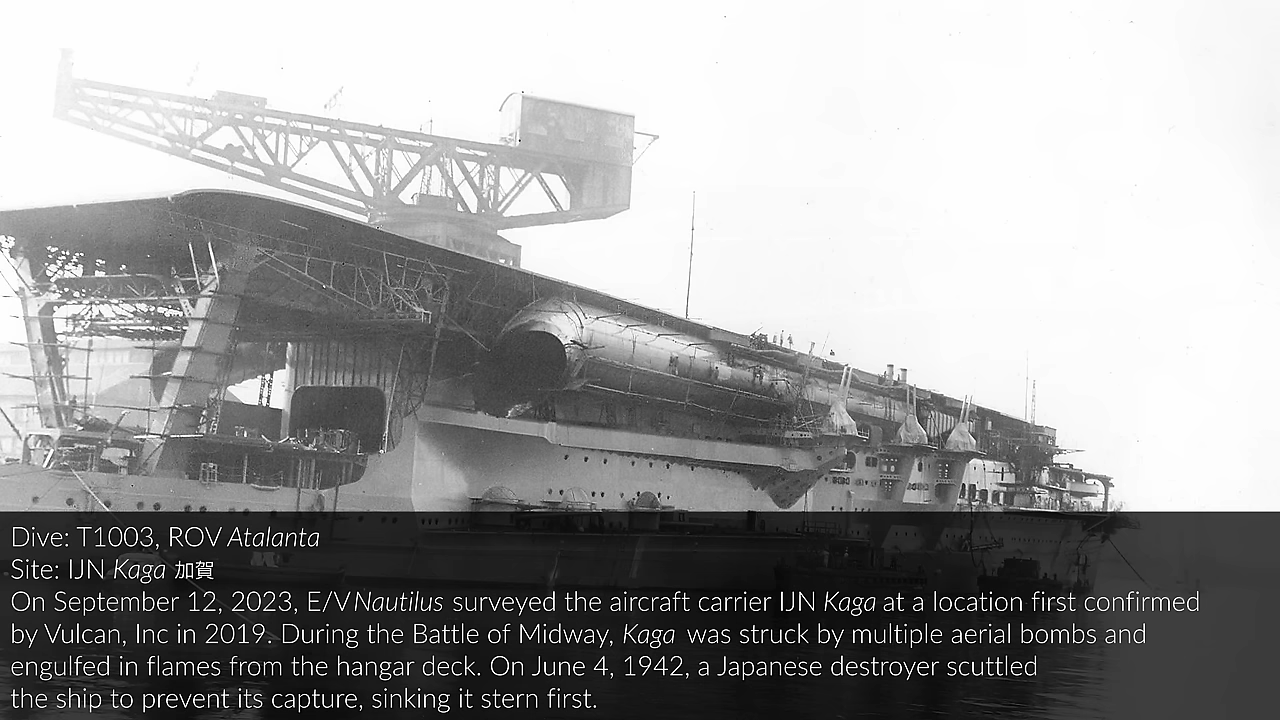 Dive: T1003, ROV Atalanta
Site: IJN Kaga 加賀
On September 12, 2023, E/V Nautilus surveyed the aircraft carrier IJN Kaga at a location first confirmed
by Vulcan, Inc in 2019. During the Battle of Midway, Kaga was struck by multiple aerial bombs and
engulfed in flames from the hangar deck. On June 4, 1942, a Japanese destroyer scuttled
the ship to prevent its capture, sinking it stern first.